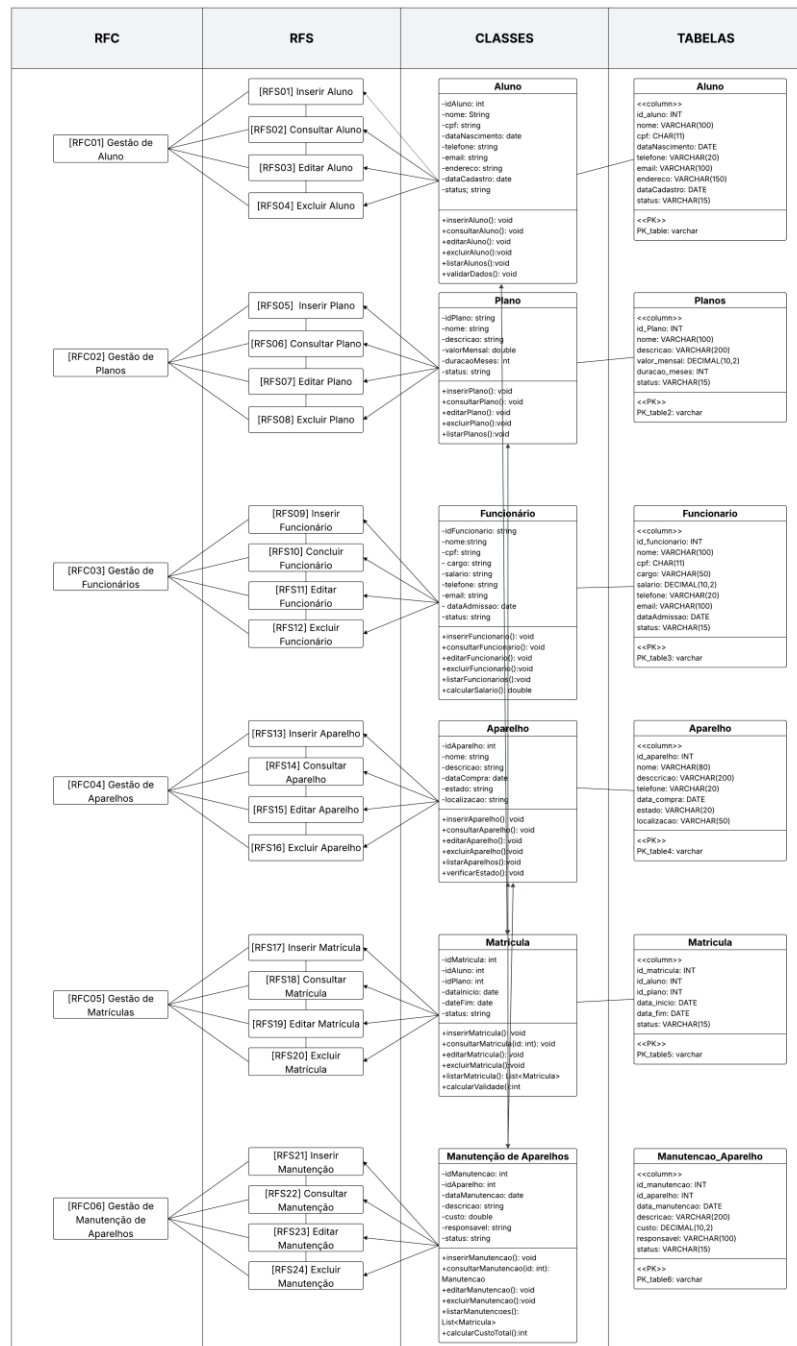 RFC
RFS
CLASSES
TABELAS
[RFC01] Gestão de
Aluno
[RFS01] Inserir Aluno
[RFS02] Consultar Aluno
[RFS03] Editar Aluno
[RFS04] Excluir Aluno
Aluno
-idAluno: int
-nome: String
-cpf: string
-dataNascimento: date
-telefone: string
-email: string
-endereco: string
-dataCadastro: date
-status; string
+inserirAluno(): void
+consultarAluno(): void
+editarAluno(): void
+excluirAluno():void
+listarAlunos():void
+validarDados(): void
Aluno
<<column>>
id_aluno: INT
nome: VARCHAR(100)
cpf: CHAR(11)
dataNascimento: DATE
telefone: VARCHAR(20)
email: VARCHAR(100)
endereco: VARCHAR(150)
dataCadastro: DATE
status: VARCHAR(15)
<<PK>>
PK_table: varchar
[RFC02] Gestão de
Planos
[RFS05]  Inserir Plano
[RFS06] Consultar Plano
[RFS07] Editar Plano
[RFS08] Excluir Plano
Plano
-idPlano: string
-nome: string
-descricao: string
-valorMensal: double
-duracaoMeses: int
-status: string
+inserirPlano(): void
+consultarPlano(): void
+editarPlano(): void
+excluirPlano():void
+listarPlanos():void
Planos
<<column>>
id_Plano: INT
nome: VARCHAR(100)
descricao: VARCHAR(200)
valor_mensal: DECIMAL(10,2)
duracao_meses: INT
status: VARCHAR(15)
<<PK>>
PK_table2: varchar
[RFC03] Gestão de
Funcionários
[RFS09] Inserir
Funcionário
[RFS10] Concluir
Funcionário
[RFS11] Editar
Funcionário
[RFS12] Excluir
Funcionário
Funcionário
-idFuncionario: string
-nome:string
-cpf: string
- cargo: string
-salario: string
-telefone: string
-email: string
- dataAdmissao: date
-status: string
+inserirFuncionario(): void
+consultarFuncionario(): void
+editarFuncionario(): void
+excluirFuncionario():void
+listarFuncionarios():void
+calcularSalario(): double
Funcionario
<<column>>
id_funcionario: INT
nome: VARCHAR(100)
cpf: CHAR(11)
cargo: VARCHAR(50)
salario: DECIMAL(10,2)
telefone: VARCHAR(20)
email: VARCHAR(100)
dataAdmissao: DATE
status: VARCHAR(15)
<<PK>>
PK_table3: varchar
[RFC04] Gestão de
Aparelhos
[RFS13] Inserir Aparelho
[RFS14] Consultar
Aparelho
[RFS15] Editar Aparelho
[RFS16] Excluir Aparelho
Aparelho
-idAparelho: int
-nome: string
-descricao: string
-dataCompra: date
-estado: string
-localizacao: string
+inserirAparelho(): void
+consultarAparelho(): void
+editarAparelho(): void
+excluirAparelho():void
+listarAparelhos():void
+verificarEstado(): void
Aparelho
<<column>>
id_aparelho: INT
nome: VARCHAR(80)
desccricao: VARCHAR(200)
telefone: VARCHAR(20)
data_compra: DATE
estado: VARCHAR(20)
localizacao: VARCHAR(50)
<<PK>>
PK_table4: varchar
[RFC05] Gestão de
Matrículas
[RFS17] Inserir Matrícula
[RFS18] Consultar
Matrícula
[RFS19] Editar Matrícula
[RFS20] Excluir
Matrícula
Matricula
-idMatricula: int
-idAluno: int
-idPlano: int
-dataInicio: date
-dateFim: date
-status: string
+inserirMatricula(): void
+consultarMatricula(id: int): void
+editarMatricula(): void
+excluirMatricula():void
+listarMatricula(): List<Matricula>
+calcularValidade():int
Matricula
<<column>>
id_matricula: INT
id_aluno: INT
id_plano: INT
data_inicio: DATE
data_fim: DATE
status: VARCHAR(15)
<<PK>>
PK_table5: varchar
[RFC06] Gestão de
Manutenção de
Aparelhos
[RFS21] Inserir
Manutenção
[RFS22] Consultar
Manutenção
[RFS23] Editar
Manutenção
[RFS24] Excluir
Manutenção
Manutenção de Aparelhos
-idManutencao: int
-idAparelho: int
-dataManutencao: date
-descricao: string
-custo: double
-responsavel: string
-status: string
+inserirManutencao(): void
+consultarManutencao(id: int):
Manutencao
+editarManutencao(): void
+excluirManutencao():void
+listarManutencoes():
List<Matricula>
+calcularCustoTotal():int
Manutencao_Aparelho
<<column>>
id_manutencao: INT
id_aparelho: INT
data_manutencao: DATE
descricao: VARCHAR(200)
custo: DECIMAL(10,2)
responsavel: VARCHAR(100)
status: VARCHAR(15)
<<PK>>
PK_table6: varchar